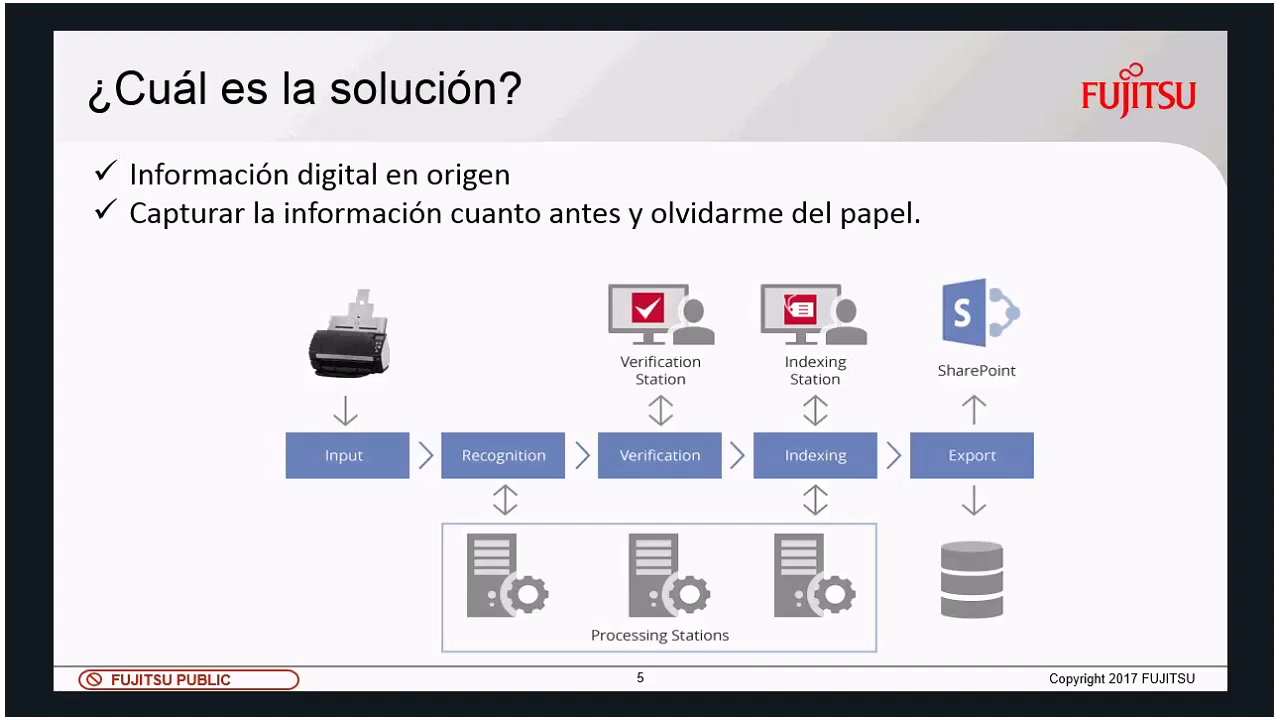 ¿Cuál es la solución?
FUJITSU
✓ Información digital en origen
✓ Capturar la información cuanto antes y olvidarme del papel.
S
Verification
Station
Indexing
Station
SharePoint
Input
Recognition
Verification
Indexing
Export
Processing Stations
FUJITSU PUBLIC
5
Copyright 2017 FUJITSU